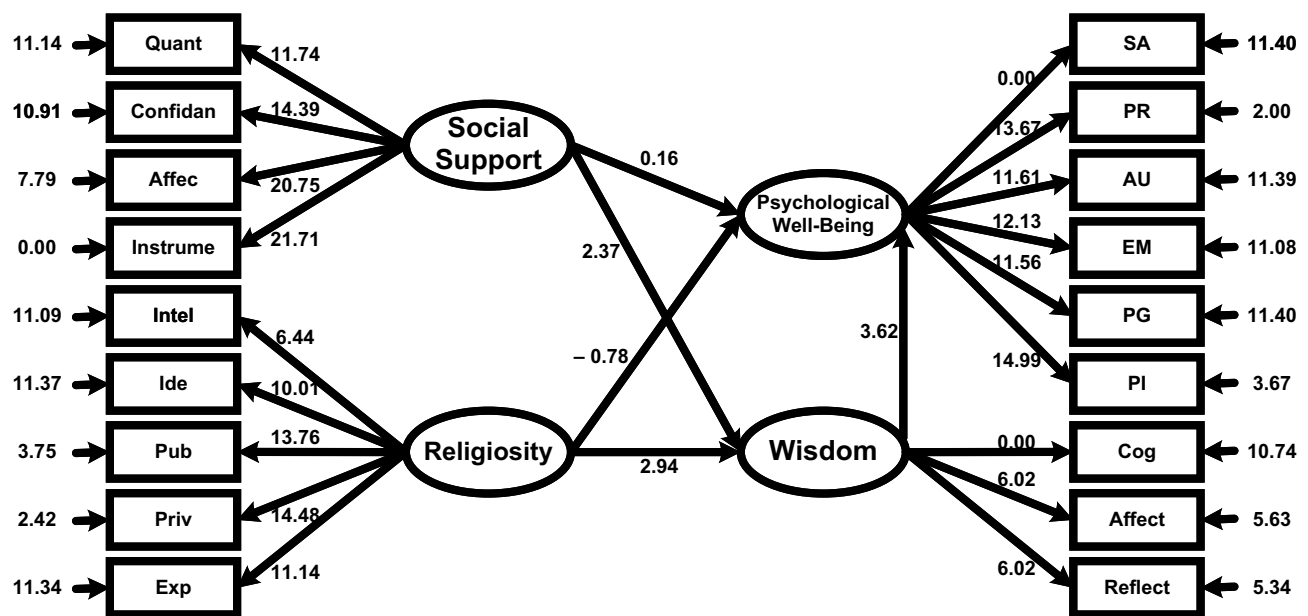 11.14
Quant
11.74
10.91
Confidan
14.39
7.79
Affec
20.75
0.00
Instrume
21.71
11.09
Intel
6.44
11.37
Ide
10.01
3.75
Pub
13.76
2.42
Priv
14.48
11.34
Exp
11.14
Social
Support
Religiosity
0.16
2.37
– 0.78
2.94
Psychological
Well-Being
3.62
Wisdom
0.00
SA
11.40
13.67
PR
2.00
11.61
AU
11.39
12.13
EM
11.08
11.56
PG
11.40
14.99
PI
3.67
0.00
Cog
10.74
6.02
Affect
5.63
6.02
Reflect
5.34